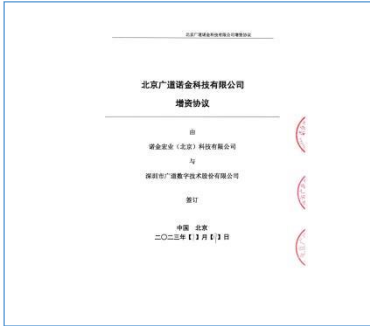 北京广道诺金科技有限公司增资协议
北京广道诺金科技有限公司
增资协议
由
诺金宏业（北京）科技有限公司
与
深圳市广道数字技术股份有限公司
签订
中国 北京
二〇二三年【】月【】日